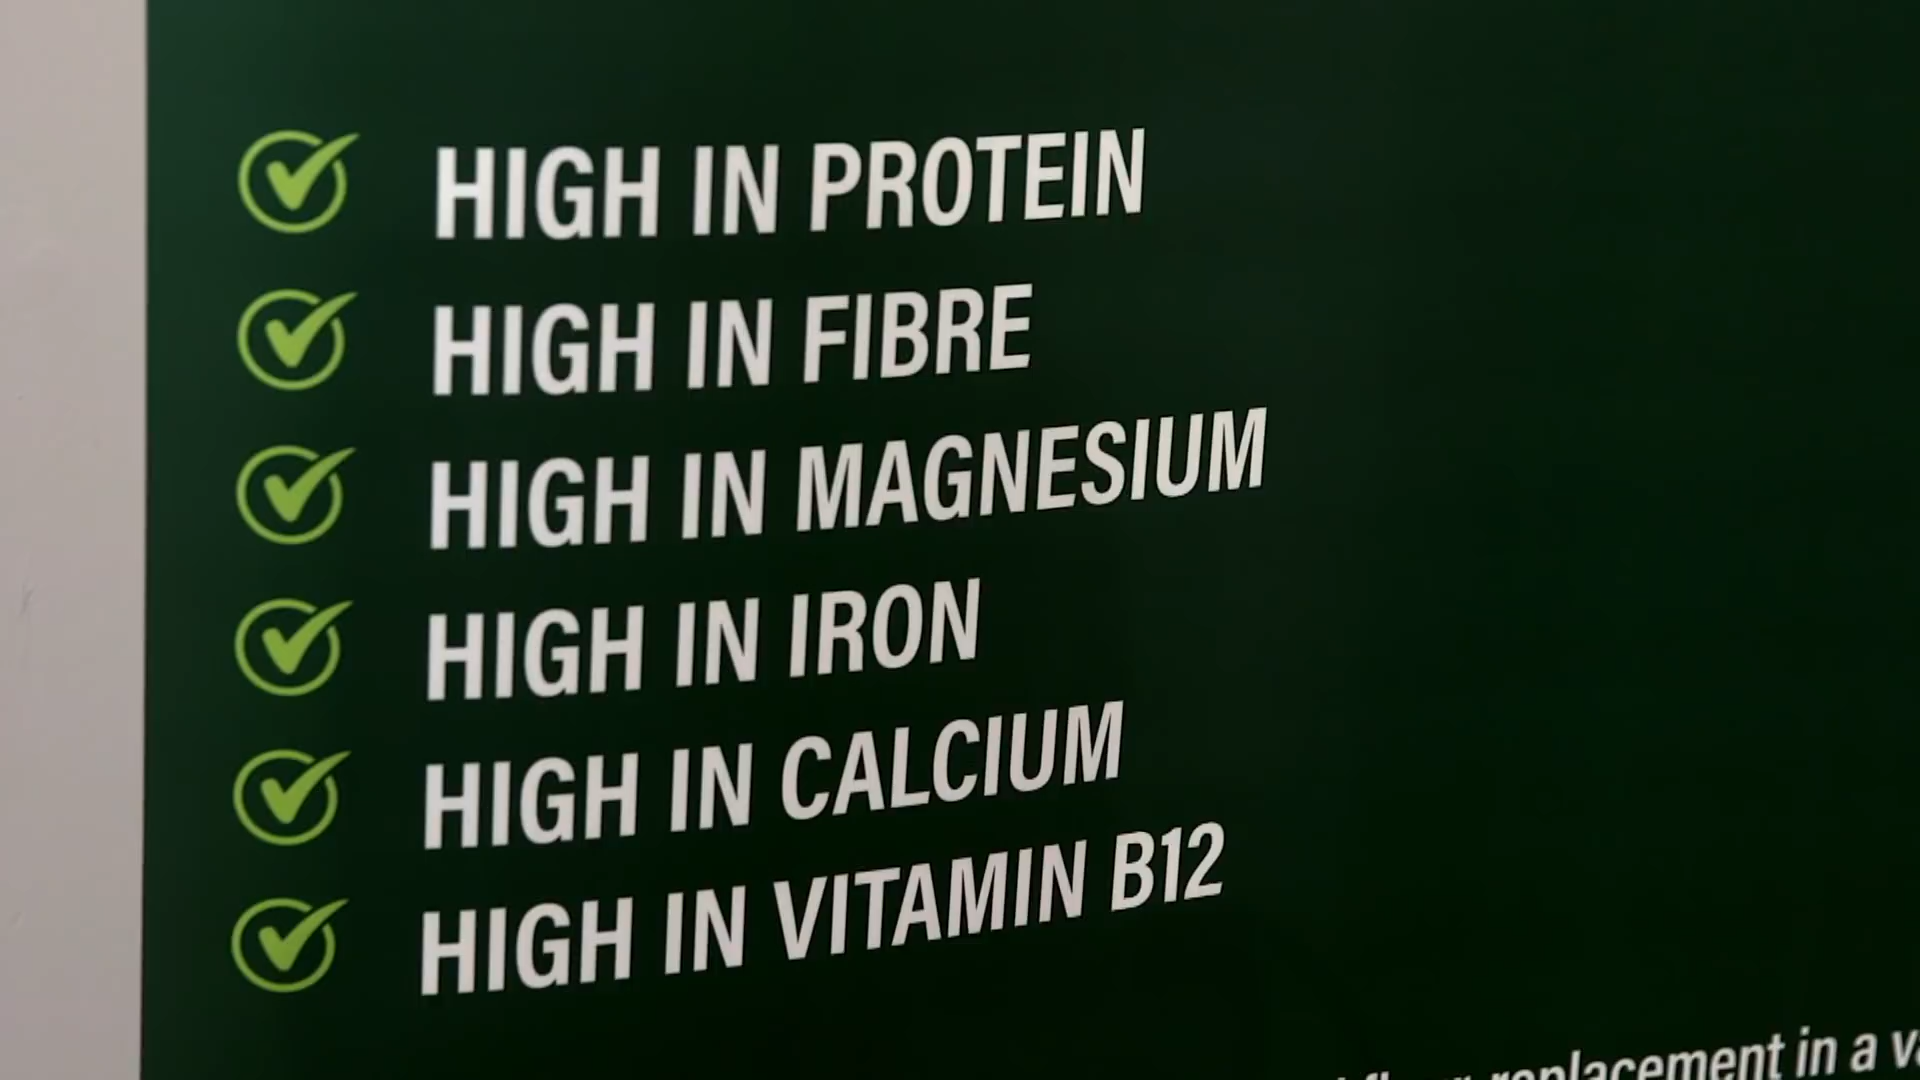 HIGH IN PROTEIN
HIGH IN FIBRE
HIGH IN MAGNESIUM
HIGH IN IRON
HIGH IN CALCIUM
HIGH IN VITAMIN B12
replacement in a